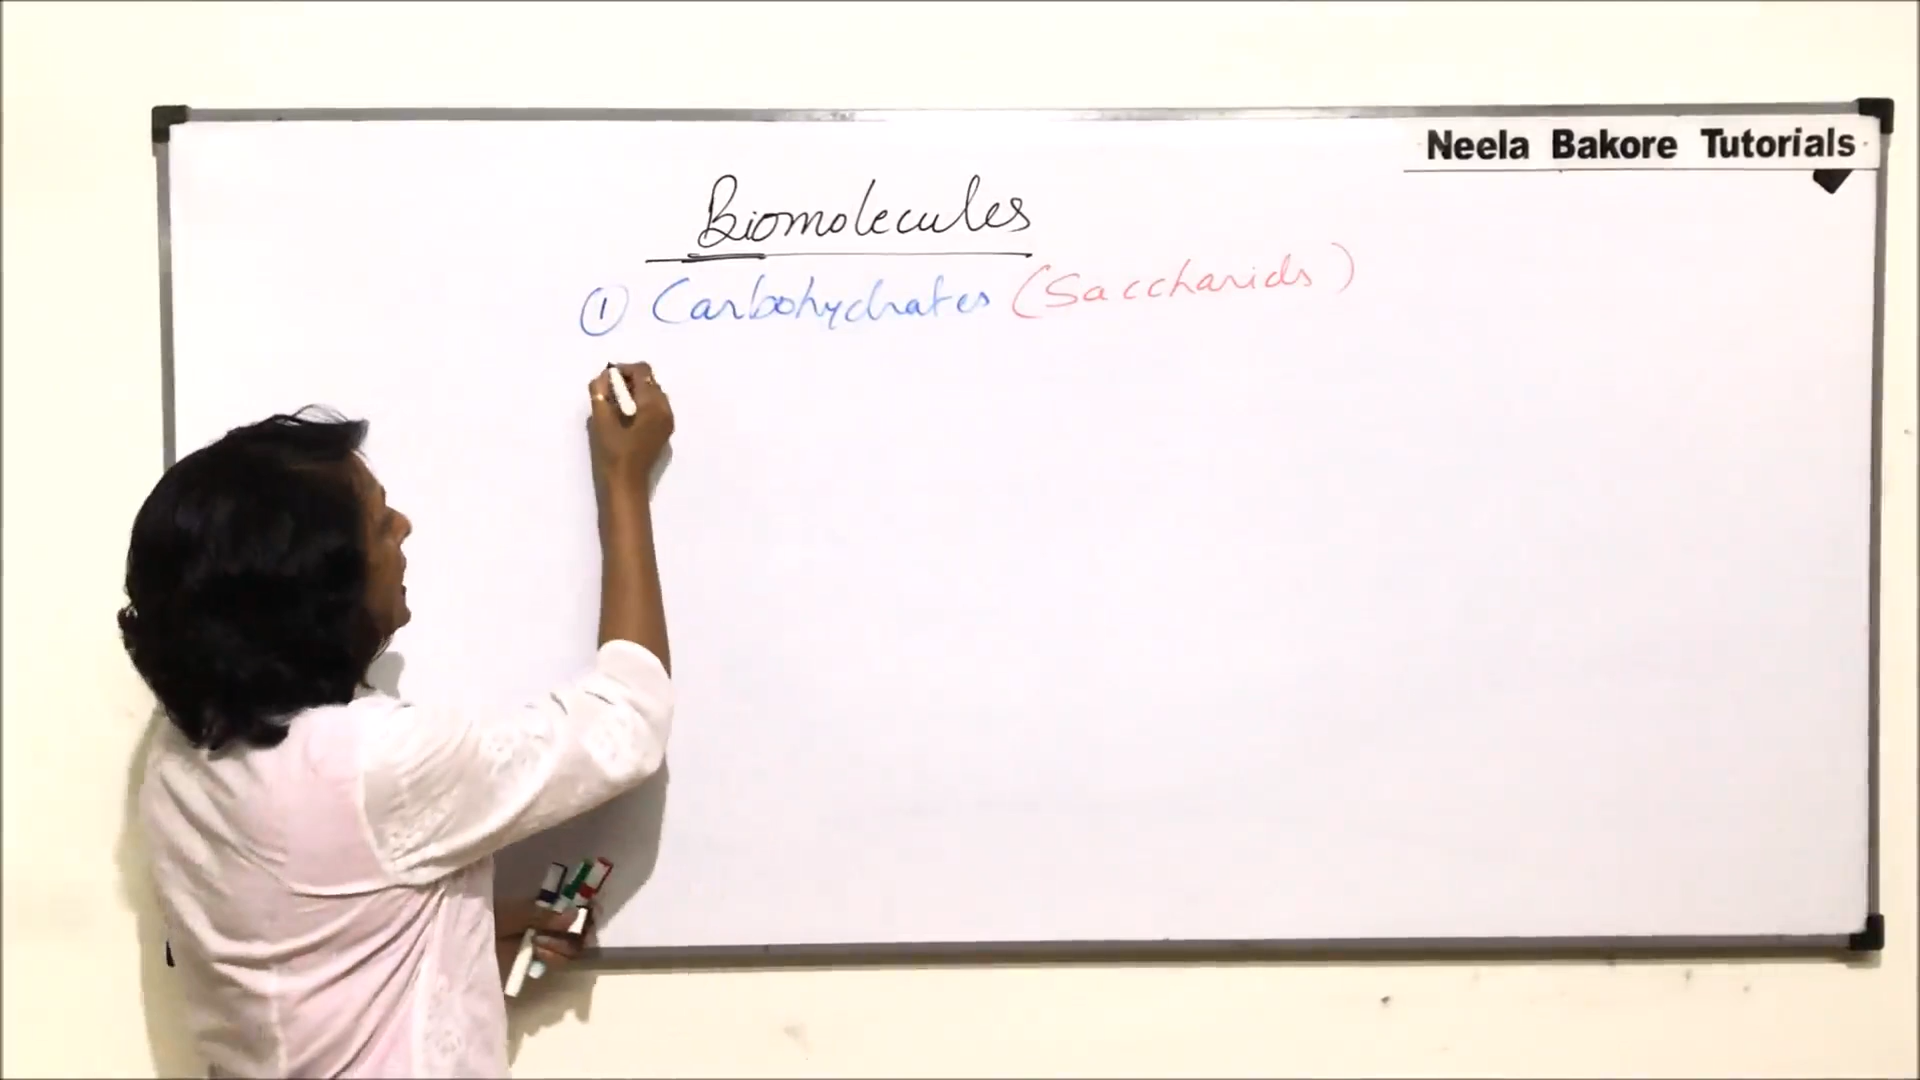 Neela Bakore Tutorials
Biomolecules
① Carbohydrates (Saccharids)